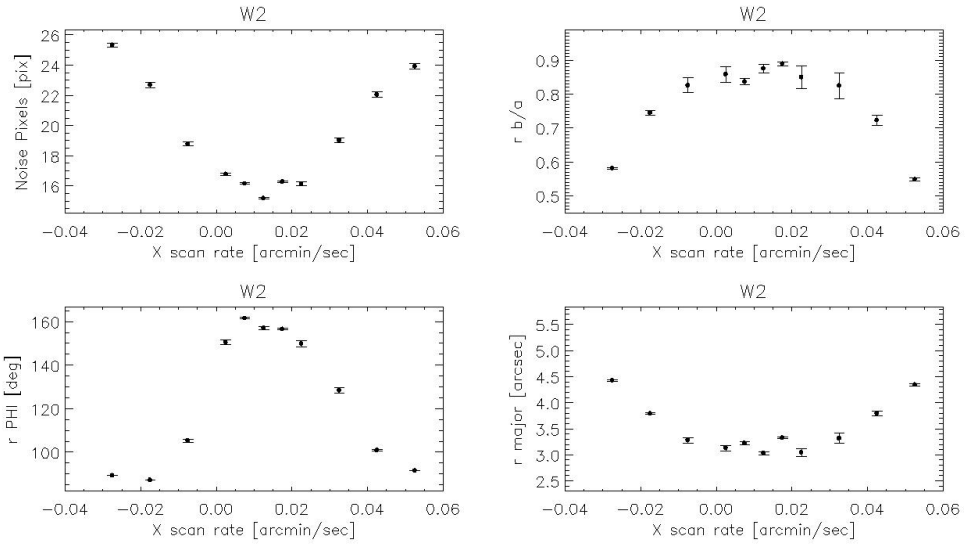 W2
26
24
22
20
18
16
Noise Pixels [pix]
−0.04 −0.02 0.00 0.02 0.04 0.06
X scan rate [arcmin/sec]
W2
0.9
0.8
0.7
0.6
0.5
r b/a
−0.04 −0.02 0.00 0.02 0.04 0.06
X scan rate [arcmin/sec]
W2
160
140
120
100
r PHI [deg]
−0.04 −0.02 0.00 0.02 0.04 0.06
X scan rate [arcmin/sec]
W2
5.5
5.0
4.5
4.0
3.5
3.0
2.5
r major [arcsec]
−0.04 −0.02 0.00 0.02 0.04 0.06
X scan rate [arcmin/sec]